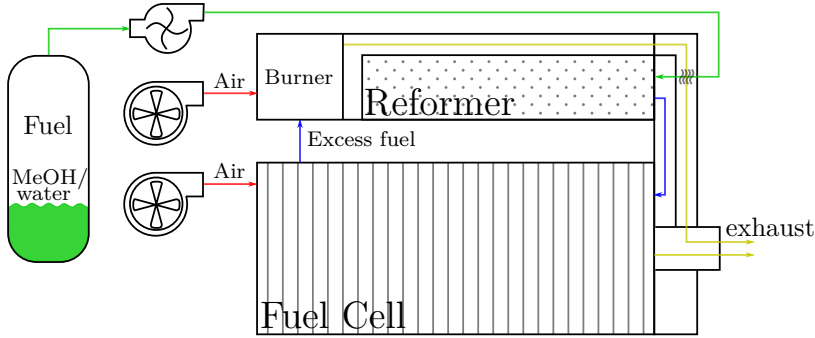 Fuel
MeOH/
water
Air
Air
Burner
Reformer
Excess fuel
exhaust
Fuel Cell